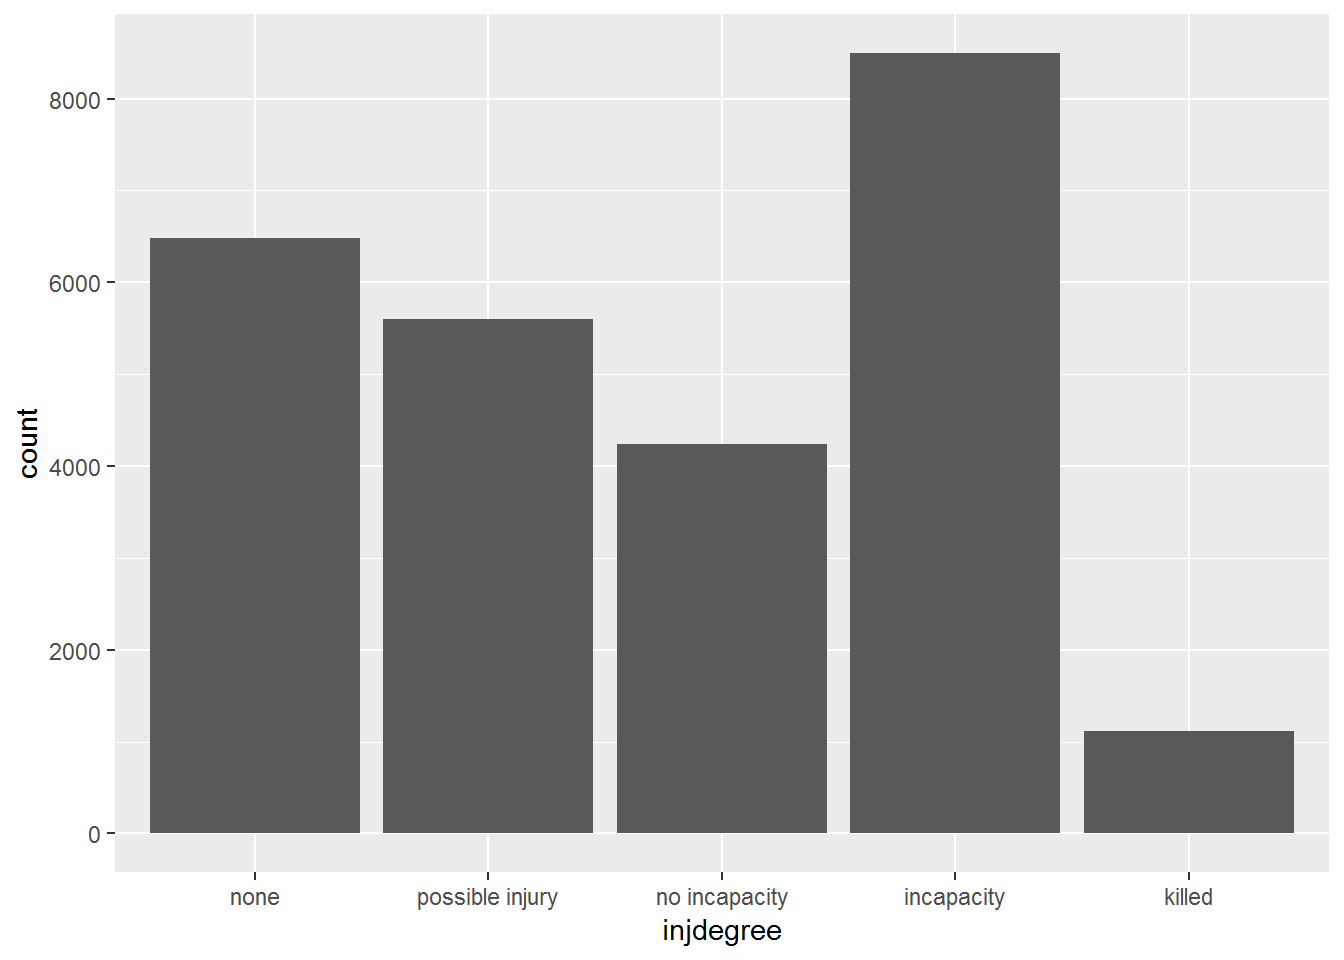 8000
6000
4000
2000
0
count
none
possible injury
no incapacity
incapacity
killed
injdegree